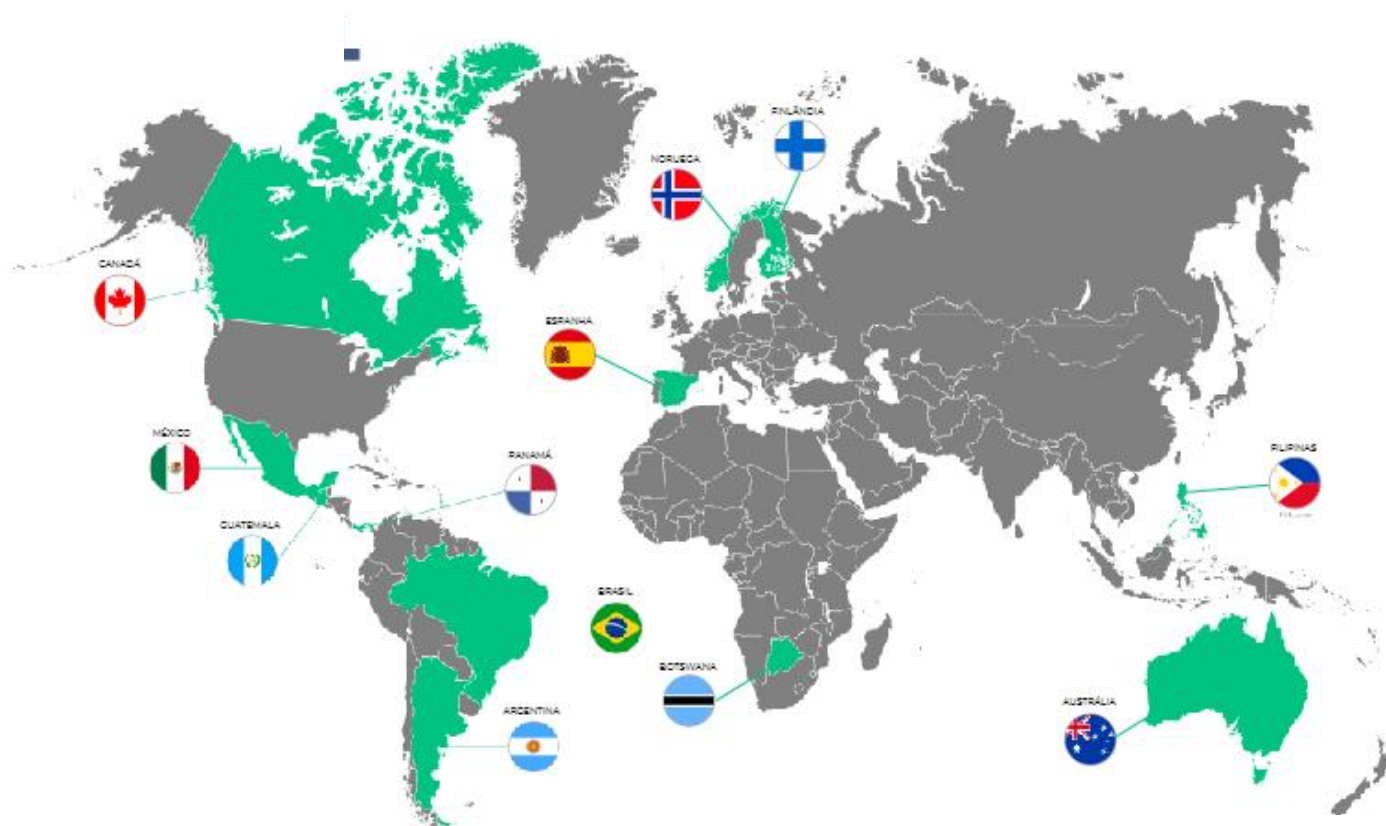 FINLÂNDIA
NORUEGA
CANADÁ
ESPANHA
MÉXICO
PANAMÁ
FILIPINAS
GUATEMALA
BRASIL
BOTSWANA
AUSTRÁLIA
ARGENTINA